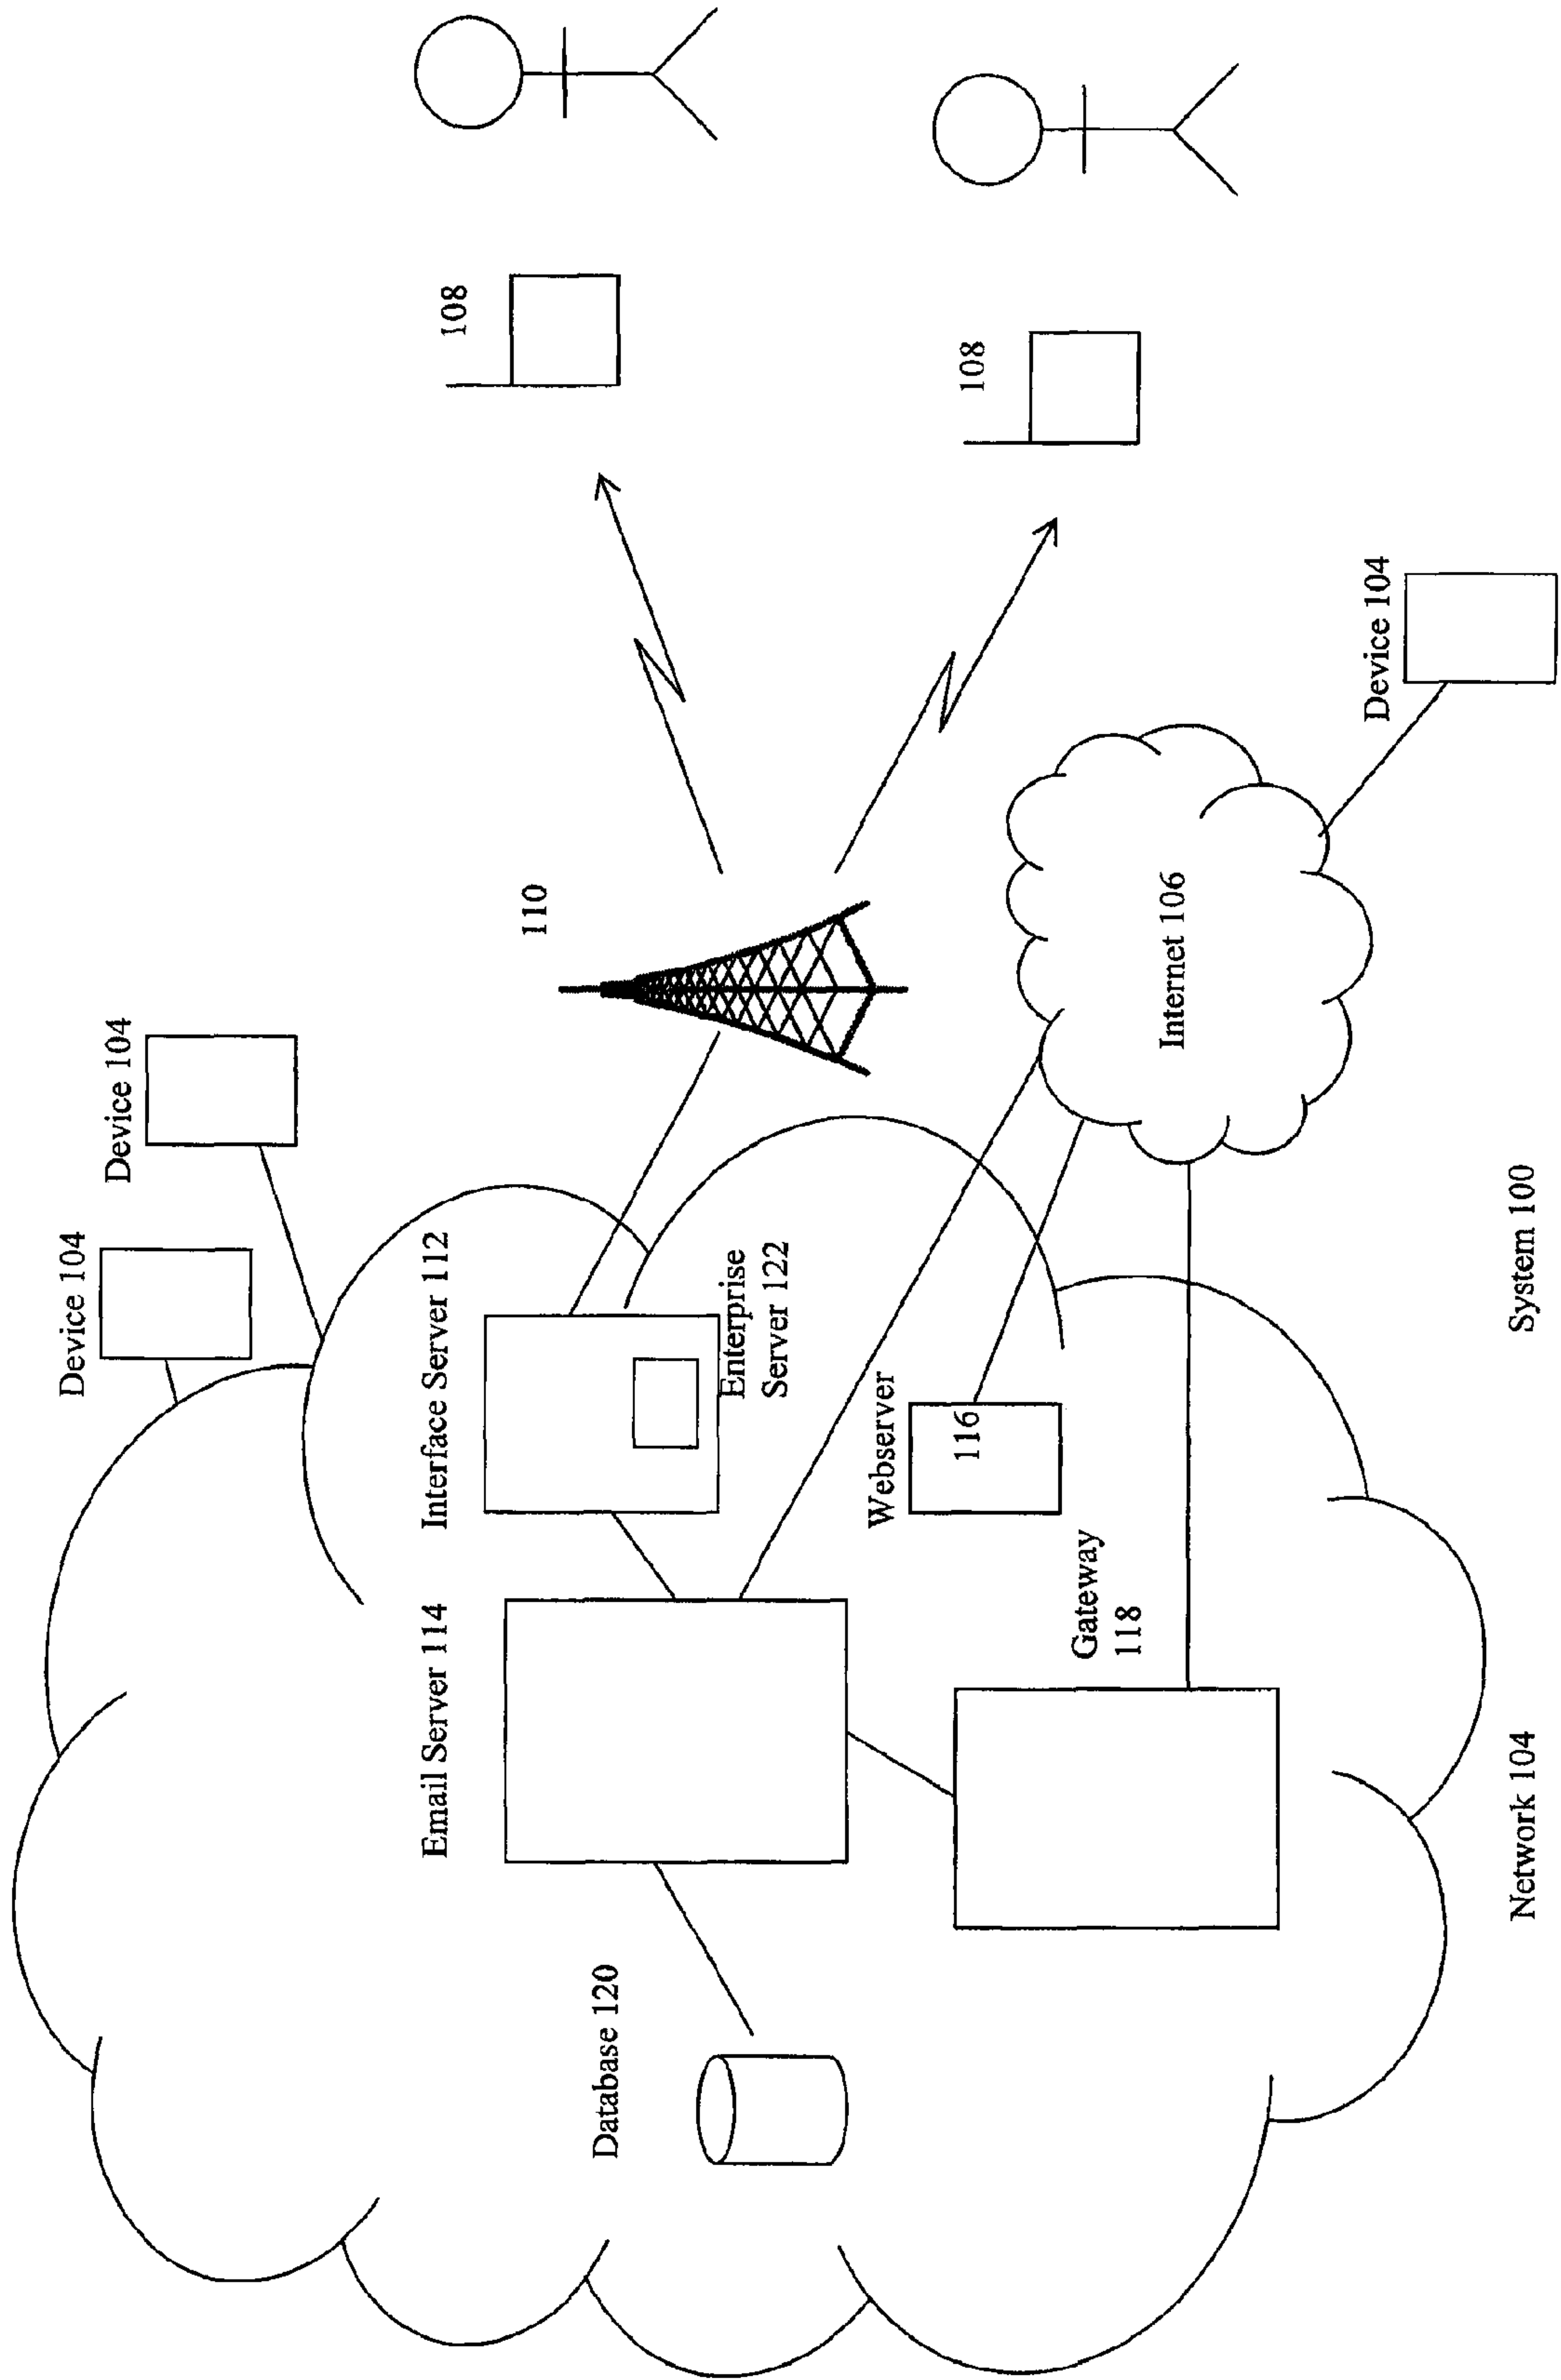 Device 104
Device 104
110
108
Interface Server 112
Email Server 114
Database 120
Enterprise
Server 122
108
Webserver
116
Gateway
118
Internet 106
Device 104
Network 104
System 100